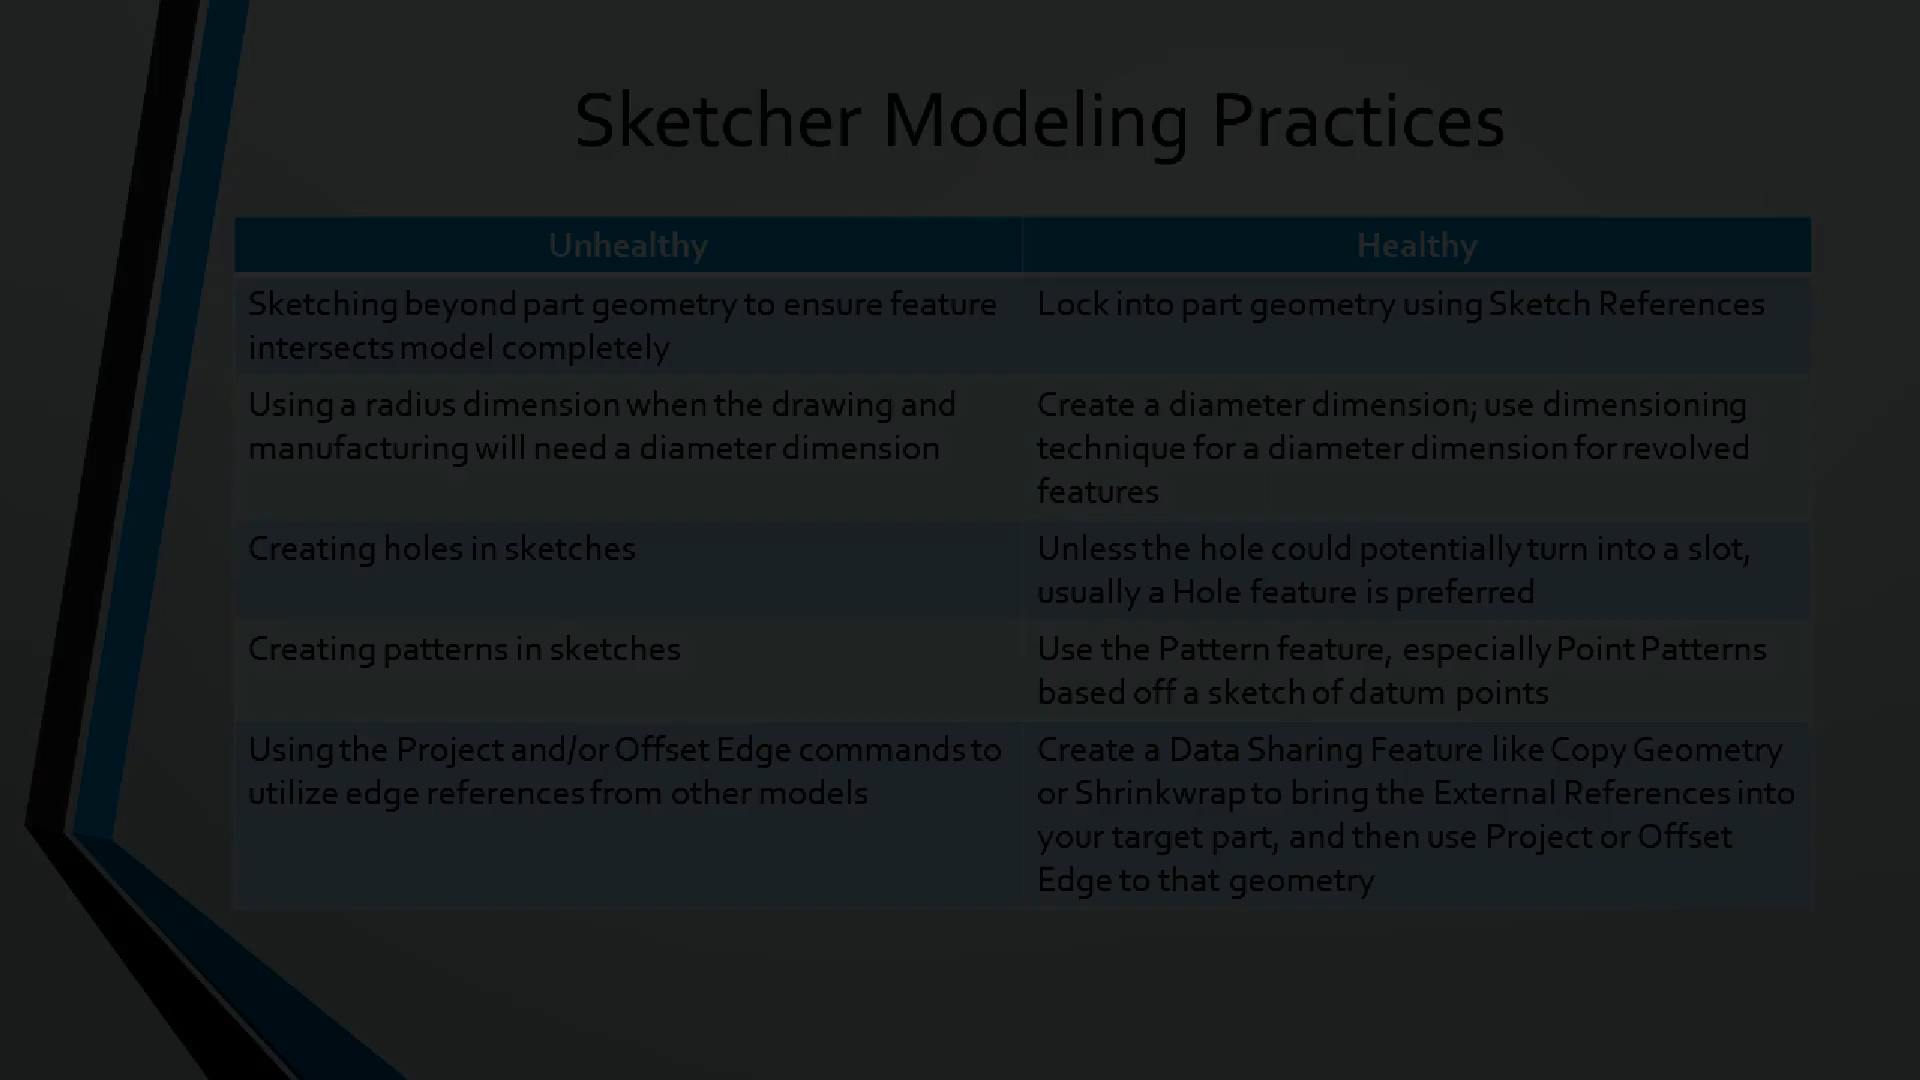 Sketcher Modeling Practices
Unhealthy
Healthy
Sketching beyond part geometry to ensure feature
intersects model completely
Lock into part geometry using Sketch References
Using a radius dimension when the drawing and
manufacturing will need a diameter dimension
Create a diameter dimension; use dimensioning
technique for a diameter dimension for revolved
features
Creating holes in sketches
Unless the hole could potentially turn into a slot,
usually a Hole feature is preferred
Creating patterns in sketches
Use the Pattern feature, especially Point Patterns
based off a sketch of datum points
Using the Project and/or Offset Edge commands to
utilize edge references from other models
Create a Data Sharing Feature like Copy Geometry
or Shrinkwrap to bring the External References into
your target part, and then use Project or Offset
Edge to that geometry